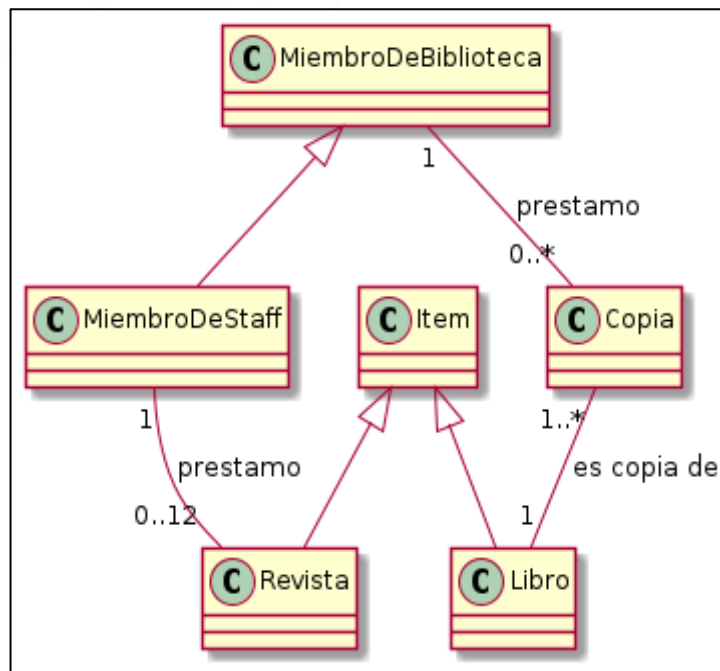 C MiembroDeBiblioteca
1
prestamo
0..*
C MiembroDeStaff
C Item
C Copia
1
1..*
prestamo
es copia de
0..12
1
C Revista
C Libro